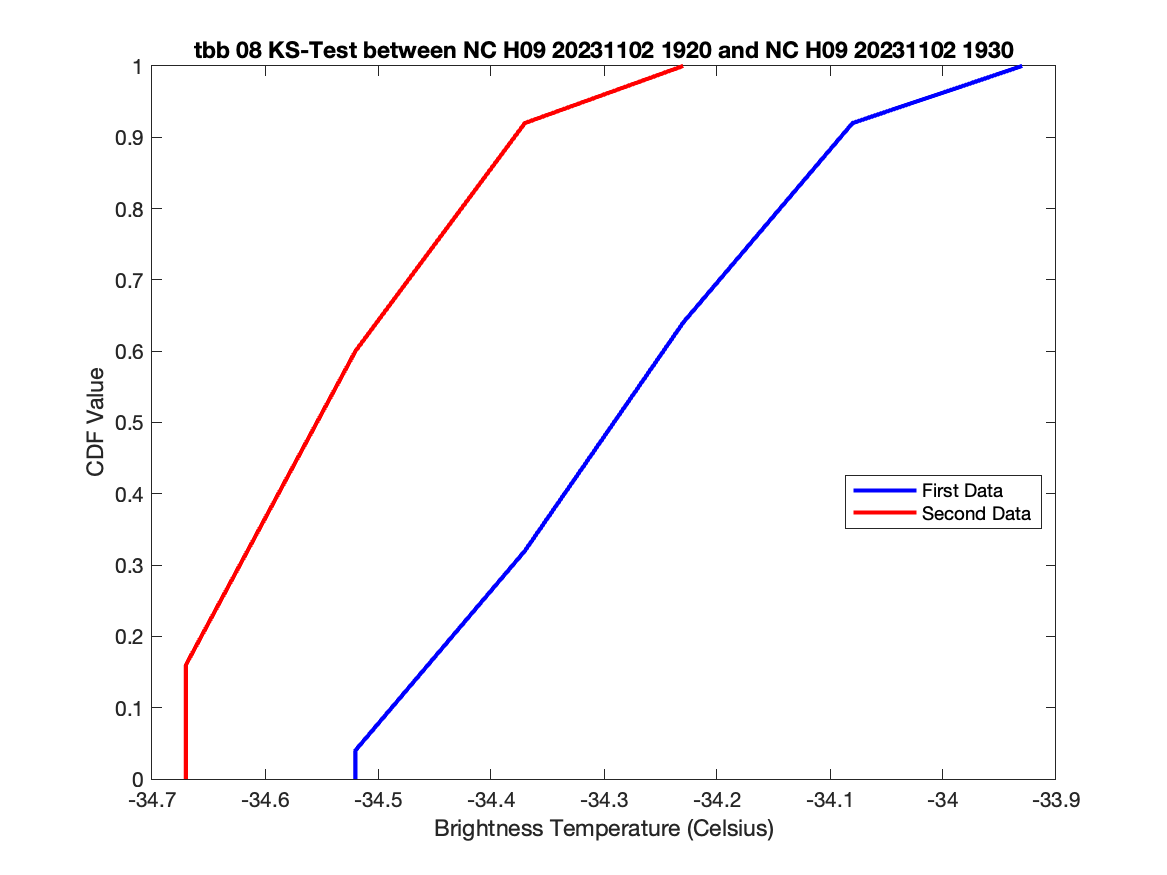 tbb 08 KS-Test between NC H09 20231102 1920 and NC H09 20231102 1930
1
0.9
0.8
0.7
0.6
0.5
0.4
0.3
0.2
0.1
0
CDF Value
First Data
Second Data
-34.7 -34.6 -34.5 -34.4 -34.3 -34.2 -34.1 -34 -33.9
Brightness Temperature (Celsius)